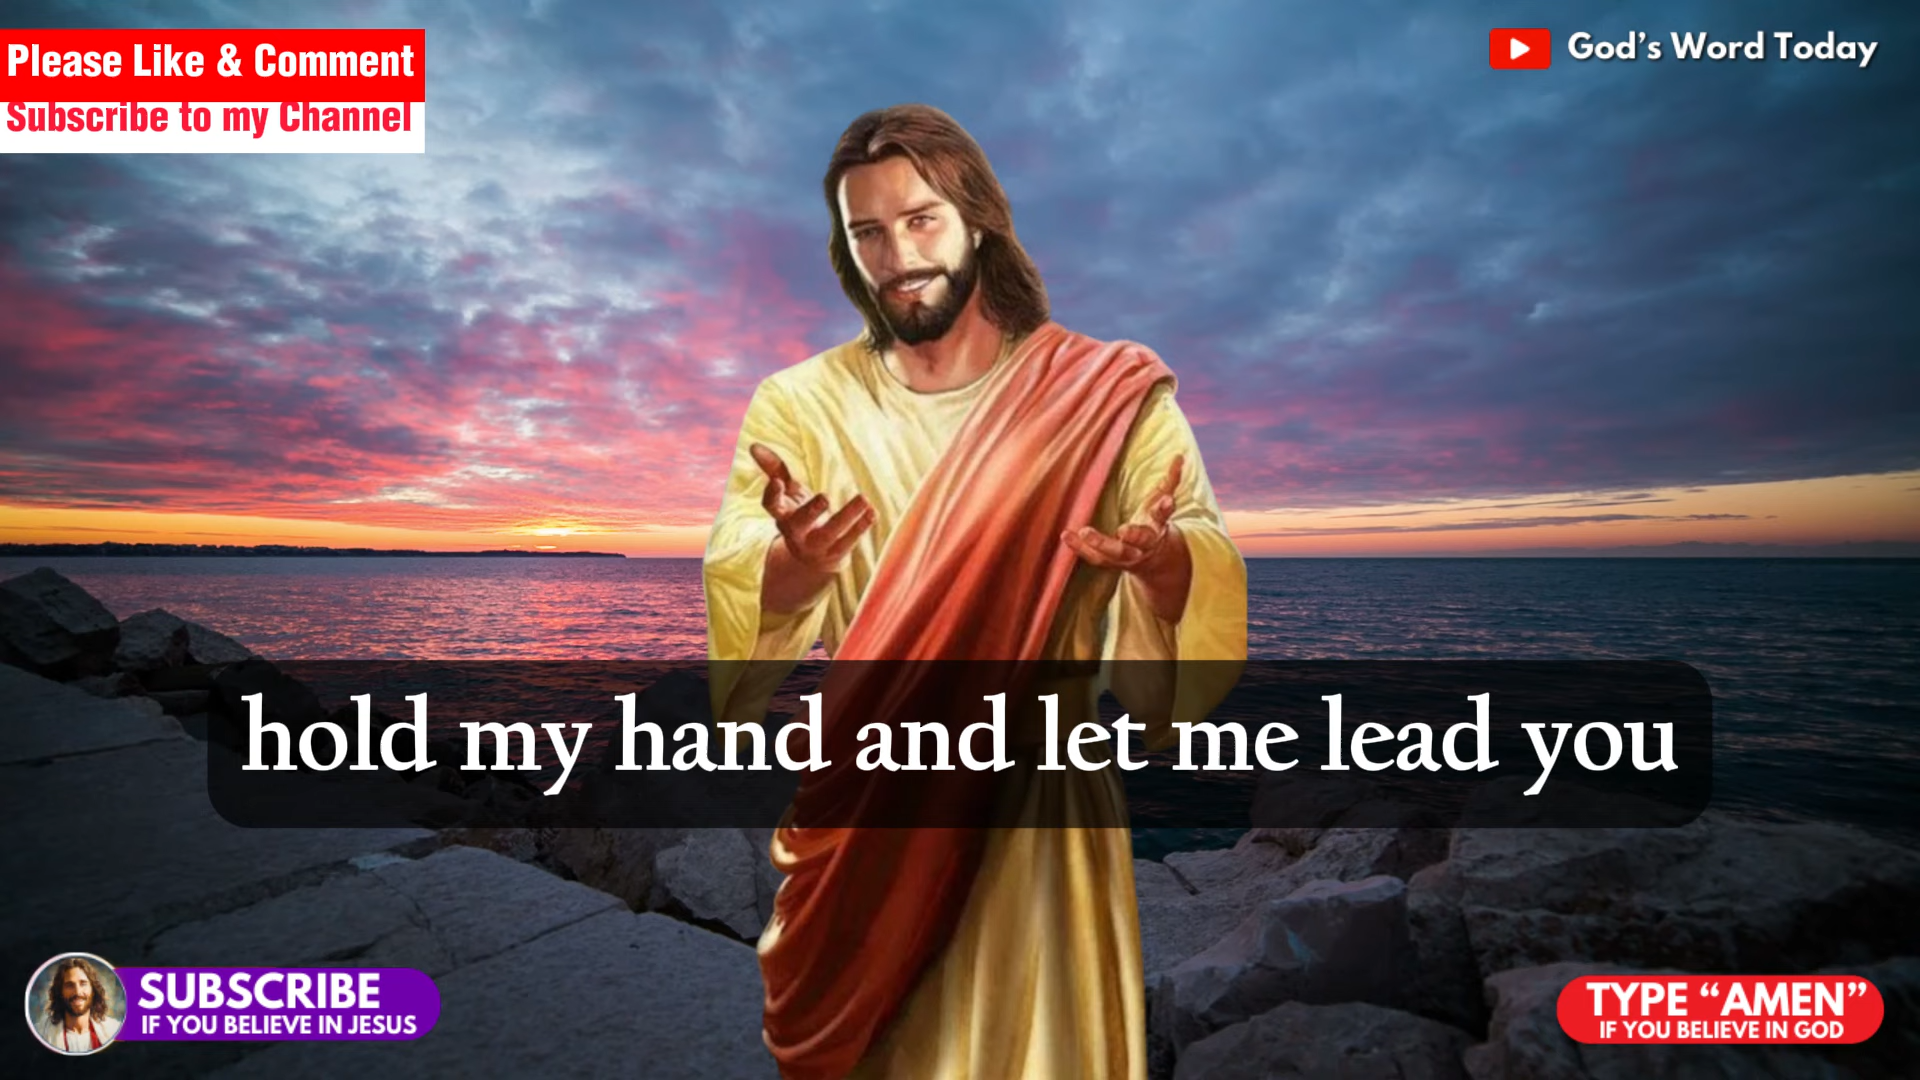 Please Like & Comment
Subscribe to my Channel
God's Word Today
hold my hand and let me lead you
SUBSCRIBE
IF YOU BELIEVE IN JESUS
TYPE “AMEN”
IF YOU BELIEVE IN GOD